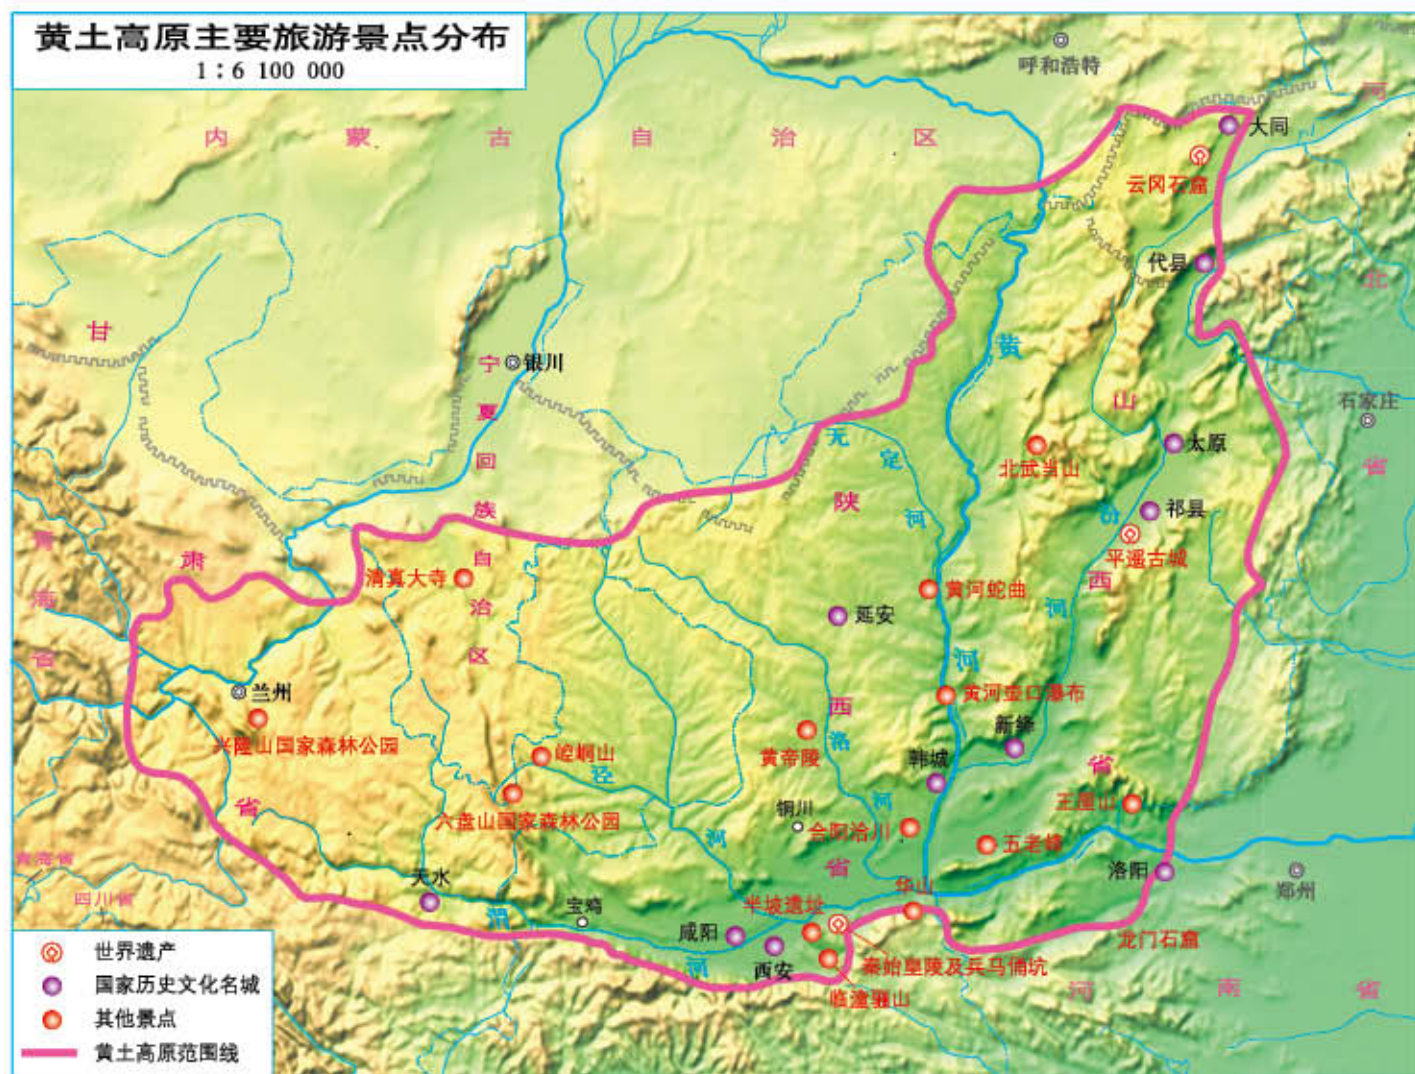 黄土高原主要旅游景点分布
1:6 100 000
呼和浩特
内蒙古自治区
河北省
大同
云冈石窟
代县
甘肃省
宁夏回族自治区
银川
黄河
山西省
石家庄
无定河
太原
北武当山
陕西省
汾河
祁县
平遥古城
青海省
清真大寺
黄河蛇曲
延安
兰州
兴隆山国家森林公园
黄河壶口瀑布
新绛
黄帝陵
洛河
崆峒山
泾河
韩城
六盘山国家森林公园
铜川
合阳洽川
王屋山
五老峰
青海省
四川省
天水
洛阳
郑州
渭河
宝鸡
华山
半坡遗址
咸阳
西安
龙门石窟
秦始皇陵及兵马俑坑
临潼骊山
河南省
世界遗产
国家历史文化名城
其他景点
黄土高原范围线